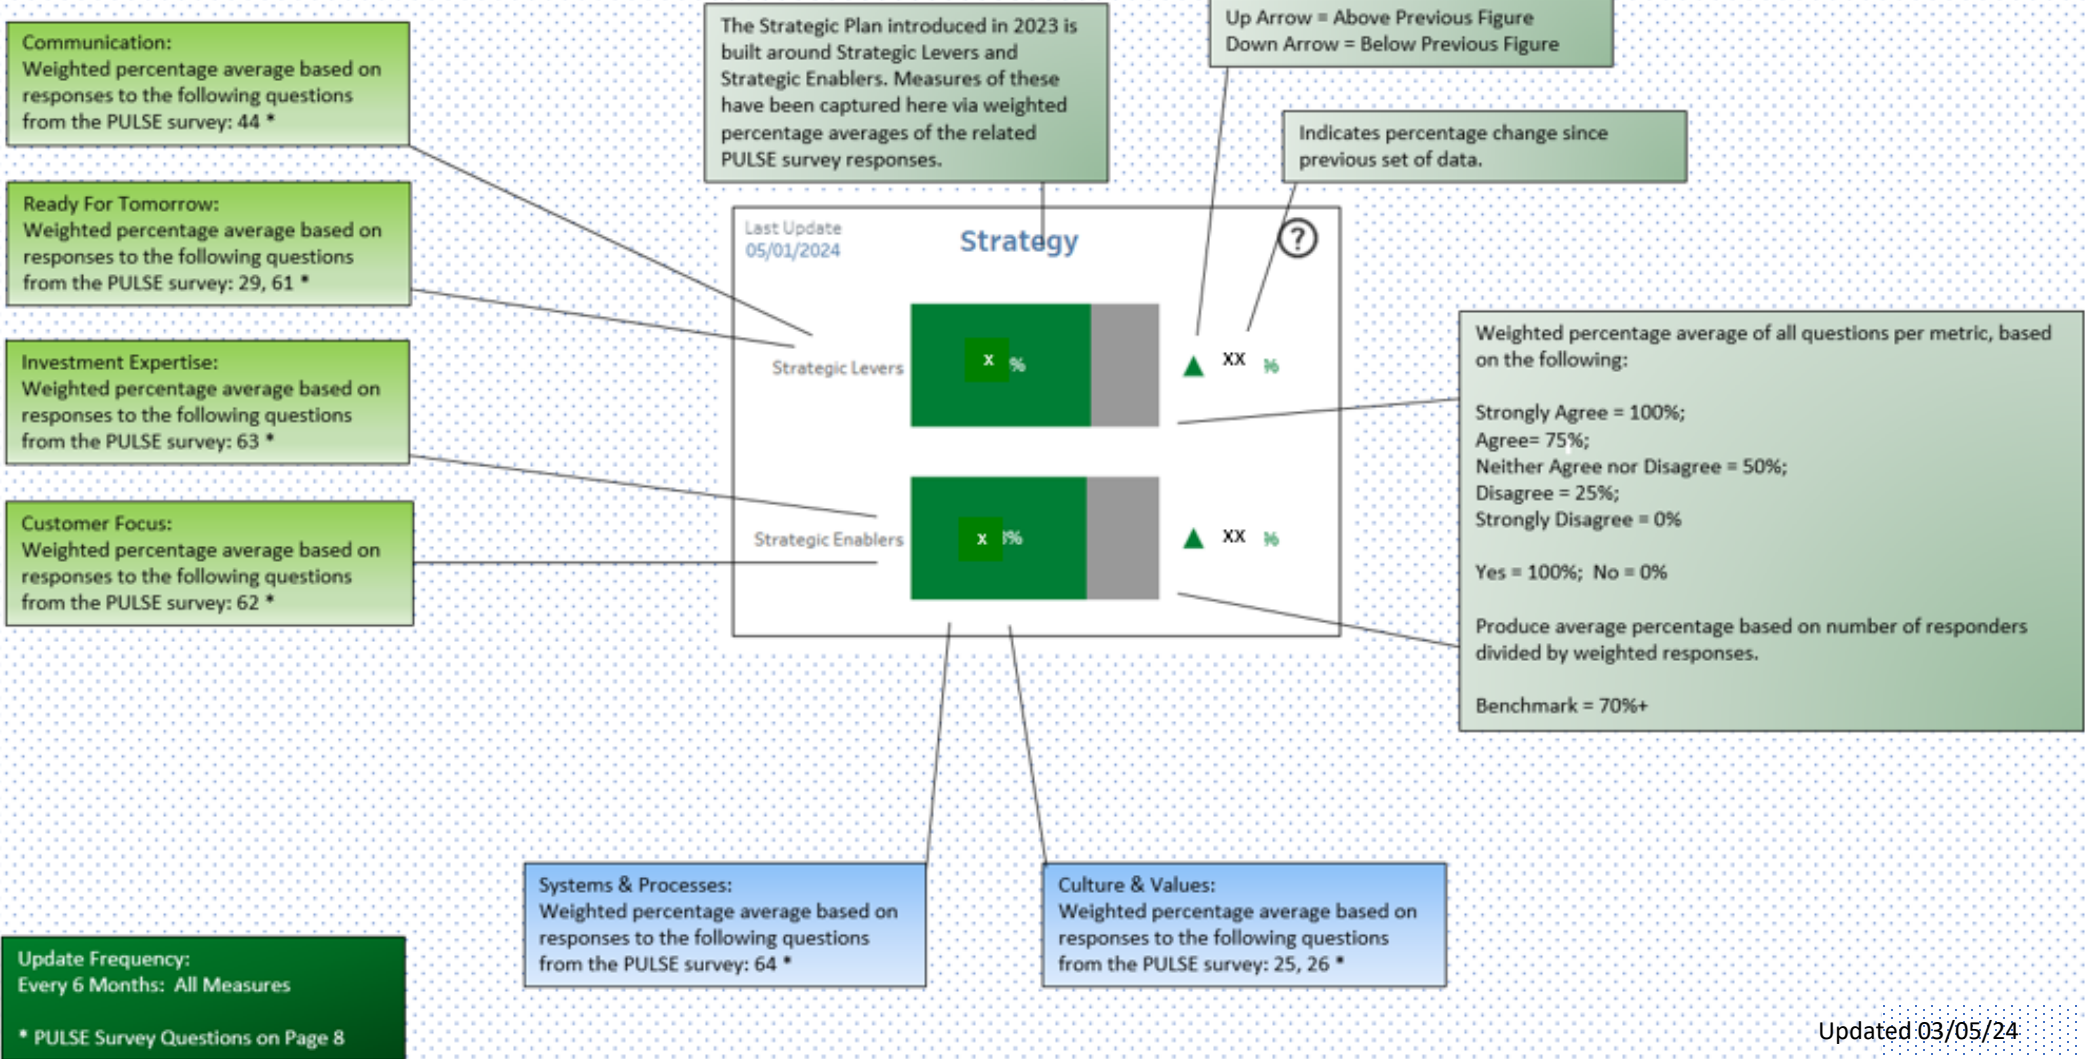 Communication:
Weighted percentage average based on
responses to the following questions
from the PULSE survey: 44 *
Ready For Tomorrow:
Weighted percentage average based on
responses to the following questions
from the PULSE survey: 29, 61 *
Investment Expertise:
Weighted percentage average based on
responses to the following questions
from the PULSE survey: 63 *
Customer Focus:
Weighted percentage average based on
responses to the following questions
from the PULSE survey: 62 *
The Strategic Plan introduced in 2023 is
built around Strategic Levers and
Strategic Enablers. Measures of these
have been captured here via weighted
percentage averages of the related
PULSE survey responses.
Up Arrow = Above Previous Figure
Down Arrow = Below Previous Figure
Indicates percentage change since
previous set of data.
Last Update
05/01/2024
Strategy
?
Strategic Levers
x %
▲ XX %
Strategic Enablers
x %
▲ XX %
Weighted percentage average of all questions per metric, based
on the following:
Strongly Agree = 100%;
Agree= 75%;
Neither Agree nor Disagree = 50%;
Disagree = 25%;
Strongly Disagree = 0%
Yes = 100%;  No = 0%
Produce average percentage based on number of responders
divided by weighted responses.
Benchmark = 70%+
Systems & Processes:
Weighted percentage average based on
responses to the following questions
from the PULSE survey: 64 *
Culture & Values:
Weighted percentage average based on
responses to the following questions
from the PULSE survey: 25, 26 *
Update Frequency:
Every 6 Months:  All Measures
* PULSE Survey Questions on Page 8
Updated 03/05/24